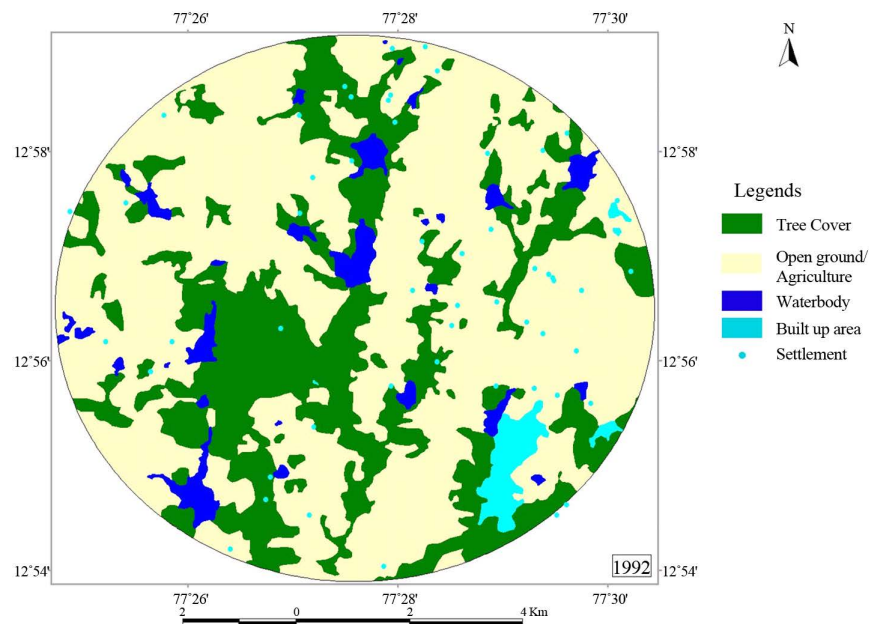 77°26' 77°28' 77°30'
N
12°58' 12°58'
Legends
Tree Cover
Open ground/
Agriculture
Waterbody
Built up area
Settlement
12°56' 12°56'
12°54' 1992 12°54'
77°26' 77°28' 77°30'
2 0 2 4 Km